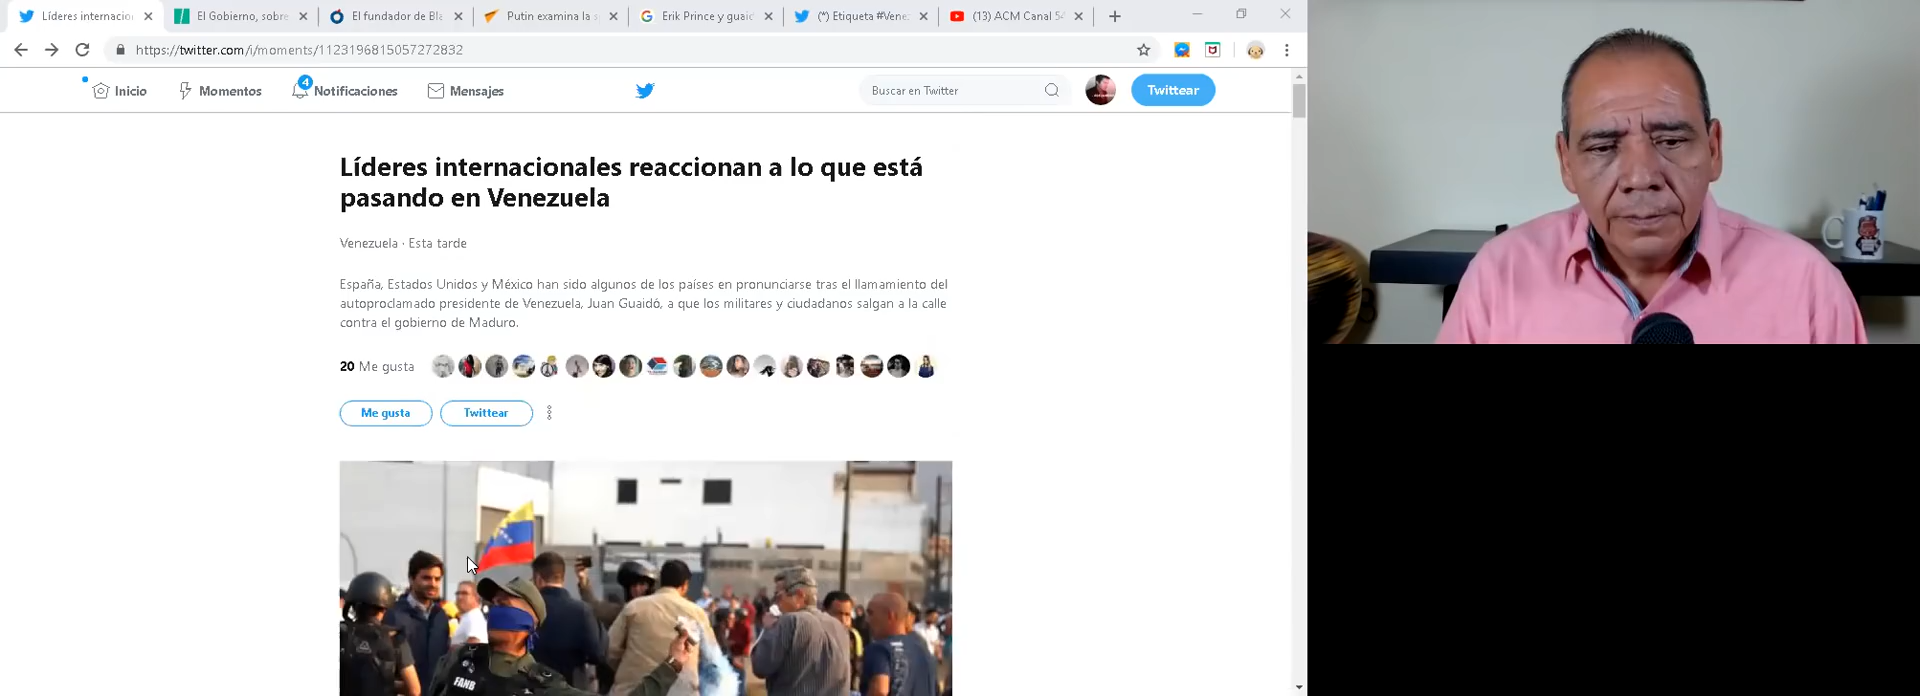 Líderes internacio
El Gobierno, sobre
El fundador de Bla
Putin examina la s
Erik Prince y guaid
(*) Etiqueta #Vene
(13) ACM Canal 54
https://twitter.com/i/moments/1123196815057272832
Inicio
Momentos
4
Notificaciones
Mensajes
Buscar en Twitter
Twittear
Líderes internacionales reaccionan a lo que está
pasando en Venezuela
Venezuela · Esta tarde
España, Estados Unidos y México han sido algunos de los países en pronunciarse tras el llamamiento del
autoproclamado presidente de Venezuela, Juan Guaidó, a que los militares y ciudadanos salgan a la calle
contra el gobierno de Maduro.
20 Me gusta
Me gusta
Twittear
FANB